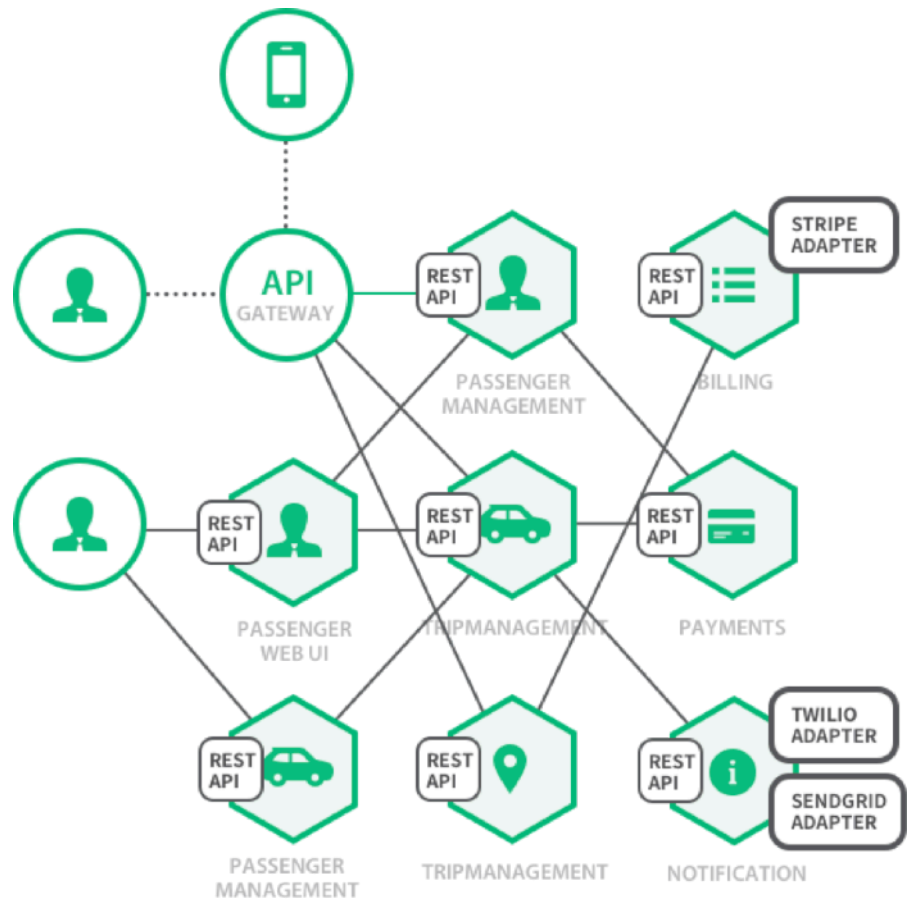 STRIPE
ADAPTER
API
GATEWAY
REST
API
REST
API
PASSENGER
MANAGEMENT
BILLING
REST
API
REST
API
REST
API
PASSENGER
WEB UI
TRIPMANAGEMENT
PAYMENTS
TWILIO
ADAPTER
REST
API
REST
API
REST
API
SENDGRID
ADAPTER
PASSENGER
MANAGEMENT
TRIPMANAGEMENT
NOTIFICATION